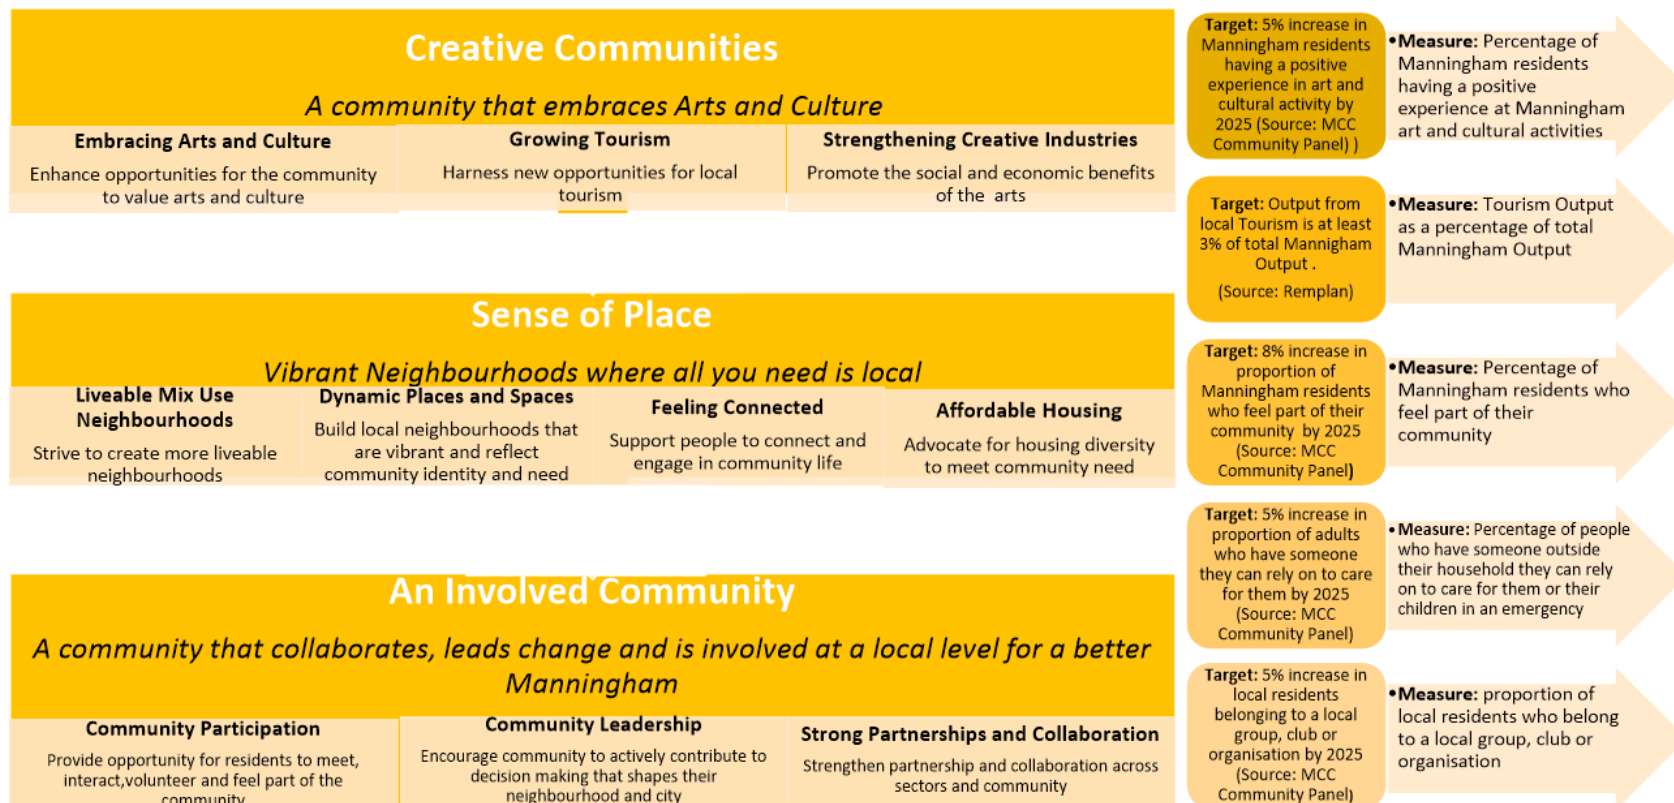 Creative Communities
A community that embraces Arts and Culture
Embracing Arts and Culture
Enhance opportunities for the community
to value arts and culture
Growing Tourism
Harness new opportunities for local
tourism
Strengthening Creative Industries
Promote the social and economic benefits
of the arts
Sense of Place
Vibrant Neighbourhoods where all you need is local
Liveable Mix Use
Neighbourhoods
Strive to create more liveable
neighbourhoods
Dynamic Places and Spaces
Build local neighbourhoods that
are vibrant and reflect
community identity and need
Feeling Connected
Support people to connect and
engage in community life
Affordable Housing
Advocate for housing diversity
to meet community need
An Involved Community
A community that collaborates, leads change and is involved at a local level for a better
Manningham
Community Participation
Provide opportunity for residents to meet,
interact,volunteer and feel part of the
community
Community Leadership
Encourage community to actively contribute to
decision making that shapes their
neighbourhood and city
Strong Partnerships and Collaboration
Strengthen partnership and collaboration across
sectors and community
Target: 5% increase in
Manningham residents
having a positive
experience in art and
cultural activity by
2025 (Source: MCC
Community Panel) )
•Measure: Percentage of
Manningham residents
having a positive
experience at Manningham
art and cultural activities
Target: Output from
local Tourism is at least
3% of total Mannigham
Output .
(Source: Remplan)
•Measure: Tourism Output
as a percentage of total
Manningham Output
Target: 8% increase in
proportion of
Manningham residents
who feel part of their
community by 2025
(Source: MCC
Community Panel)
•Measure: Percentage of
Manningham residents who
feel part of their
community
Target: 5% increase in
proportion of adults
who have someone
they can rely on to care
for them by 2025
(Source: MCC
Community Panel)
•Measure: Percentage of people
who have someone outside
their household they can rely
on to care for them or their
children in an emergency
Target: 5% increase in
local residents
belonging to a local
group, club or
organisation by 2025
(Source: MCC
Community Panel)
•Measure: proportion of
local residents who belong
to a local group, club or
organisation